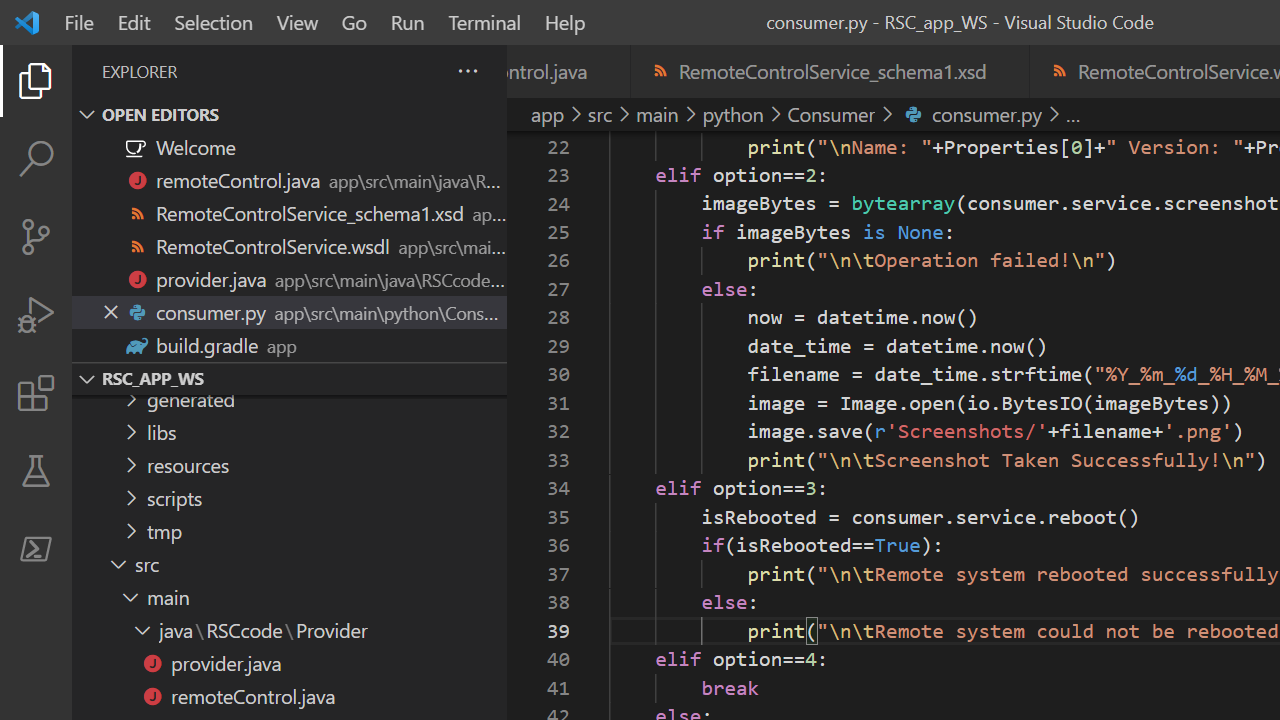 File Edit Selection View Go Run Terminal Help
consumer.py - RSC_app_WS - Visual Studio Code
EXPLORER
OPEN EDITORS
Welcome
remoteControl.java app\src\main\java\R...
RemoteControlService_schema1.xsd ap...
RemoteControlService.wsdl app\src\mai...
provider.java app\src\main\java\RSCcode...
consumer.py app\src\main\python\Cons...
build.gradle app
RSC_APP_WS
generated
libs
resources
scripts
tmp
src
main
java\RSCcode\Provider
provider.java
remoteControl.java
ntrol.java RemoteControlService_schema1.xsd RemoteControlService.w
app > src > main > python > Consumer > consumer.py > ...
22 print("\nName: "+Properties[0]+" Version: "+Pr
23 elif option==2:
24 imageBytes = bytearray(consumer.service.screenshot
25 if imageBytes is None:
26 print("\n\tOperation failed!\n")
27 else:
28 now = datetime.now()
29 date_time = datetime.now()
30 filename = date_time.strftime("%Y_%m_%d_%H_%M_
31 image = Image.open(io.BytesIO(imageBytes))
32 image.save(r'Screenshots/'+filename+'.png')
33 print("\n\tScreenshot Taken Successfully!\n")
34 elif option==3:
35 isRebooted = consumer.service.reboot()
36 if(isRebooted==True):
37 print("\n\tRemote system rebooted successfully
38 else:
39 print("\n\tRemote system could not be rebooted
40 elif option==4:
41 break
42 else: